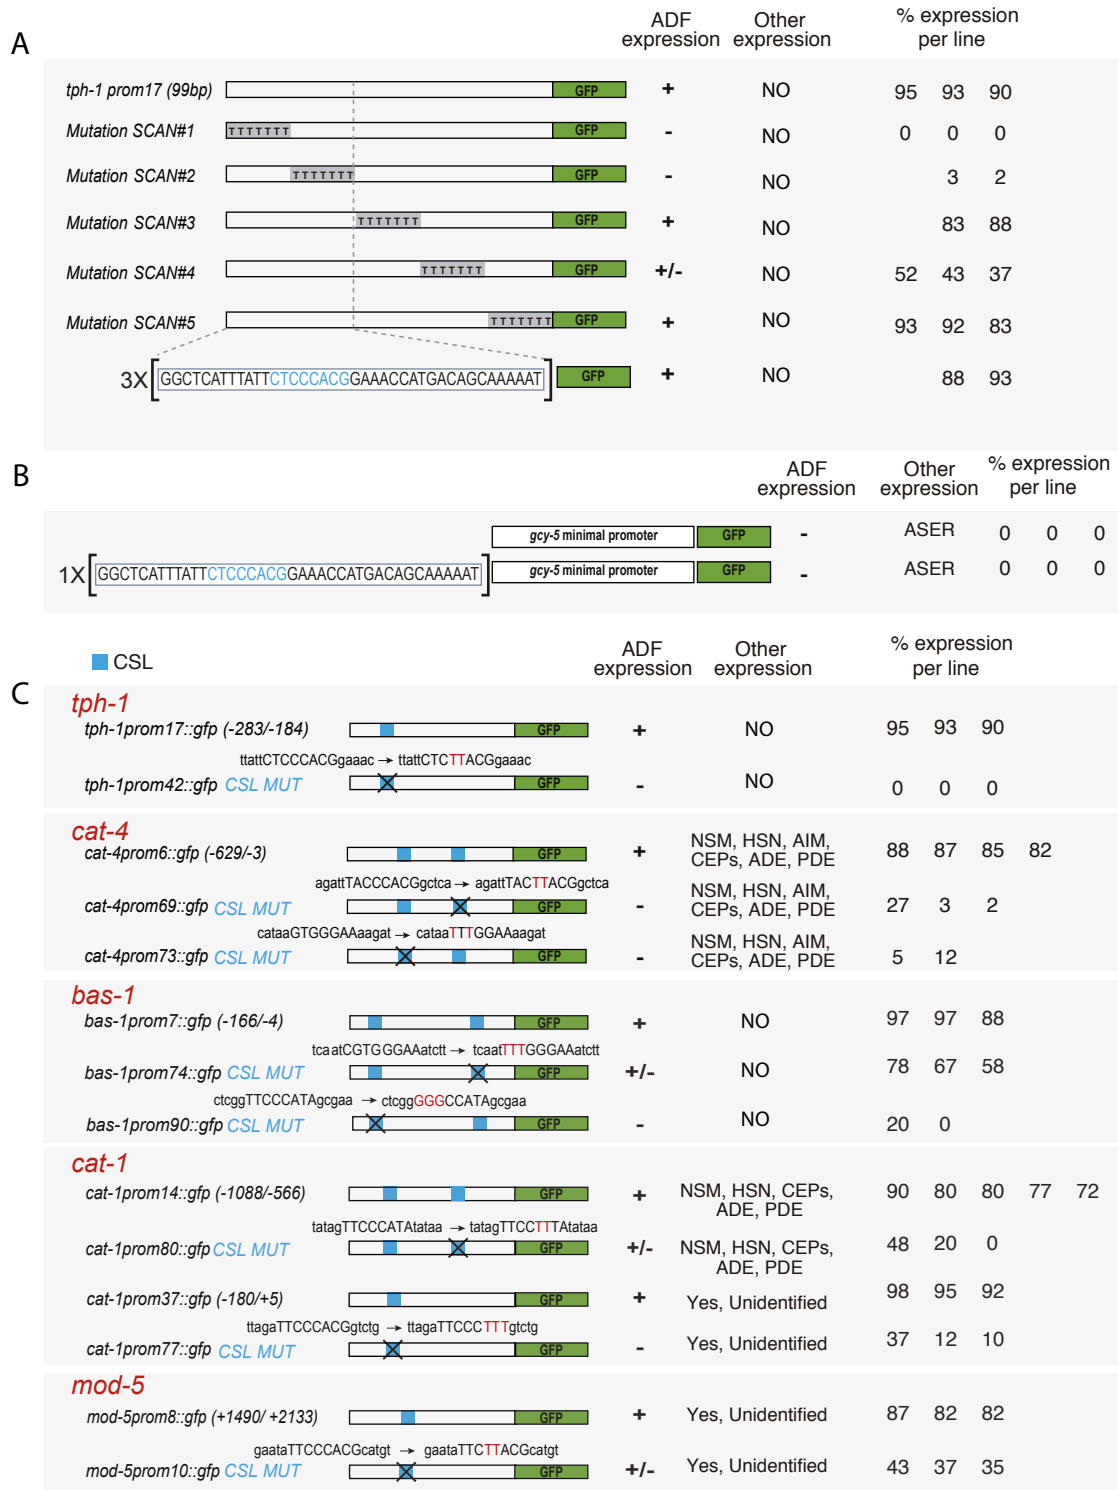 A
ADF expression
Other expression
% expression per line
tph-1 prom17 (99bp) GFP + NO 95 93 90
Mutation SCAN#1 TTTTTTT GFP - NO 0 0 0
Mutation SCAN#2 TTTTTTT GFP - NO 3 2
Mutation SCAN#3 TTTTTTT GFP + NO 83 88
Mutation SCAN#4 TTTTTTT GFP +/- NO 52 43 37
Mutation SCAN#5 TTTTTTT GFP + NO 93 92 83
3X[GGCTCATTTATTCTCCCACGGAAACCATGACAGCAAAAAT] GFP + NO 88 93
B
ADF expression
Other expression
% expression per line
gcy-5 minimal promoter GFP - ASER 0 0 0
1X[GGCTCATTTATTCTCCCACGGAAACCATGACAGCAAAAAT] gcy-5 minimal promoter GFP - ASER 0 0 0
CSL
ADF expression
Other expression
% expression per line
C
tph-1
tph-1prom17::gfp (-283/-184) GFP + NO 95 93 90
ttattCTCCCACGgaaac → ttattCTCTTACGgaaac
tph-1prom42::gfp CSL MUT GFP - NO 0 0 0
cat-4
cat-4prom6::gfp (-629/-3) GFP + NSM, HSN, AIM, CEPs, ADE, PDE 88 87 85 82
agattTACCCACGgctca → agattTACTTACGgctca
cat-4prom69::gfp CSL MUT GFP - NSM, HSN, AIM, CEPs, ADE, PDE 27 3 2
cataaGTGGGAAaagat → cataaTTTGGAAaagat
cat-4prom73::gfp CSL MUT GFP - NSM, HSN, AIM, CEPs, ADE, PDE 5 12
bas-1
bas-1prom7::gfp (-166/-4) GFP + NO 97 97 88
tcaatCGTGGGAAatctt → tcaatTTTGGGAAatctt
bas-1prom74::gfp CSL MUT GFP +/- NO 78 67 58
ctcggTTCCCATAgcgaa → ctcggGGGCCATAgcgaa
bas-1prom90::gfp CSL MUT GFP - NO 20 0
cat-1
cat-1prom14::gfp (-1088/-566) GFP + NSM, HSN, CEPs, ADE, PDE 90 80 80 77 72
tatagTTCCCATAtataa → tatagTTCCTTTAtataa
cat-1prom80::gfp CSL MUT GFP +/- NSM, HSN, CEPs, ADE, PDE 48 20 0
cat-1prom37::gfp (-180/+5) GFP + Yes, Unidentified 98 95 92
ttagaTTCCCACGgtctg → ttagaTTCCCTTTgtctg
cat-1prom77::gfp CSL MUT GFP - Yes, Unidentified 37 12 10
mod-5
mod-5prom8::gfp (+1490/ +2133) GFP + Yes, Unidentified 87 82 82
gaataTTCCCACGcatgt → gaataTTCTTACGcatgt
mod-5prom10::gfp CSL MUT GFP +/- Yes, Unidentified 43 37 35